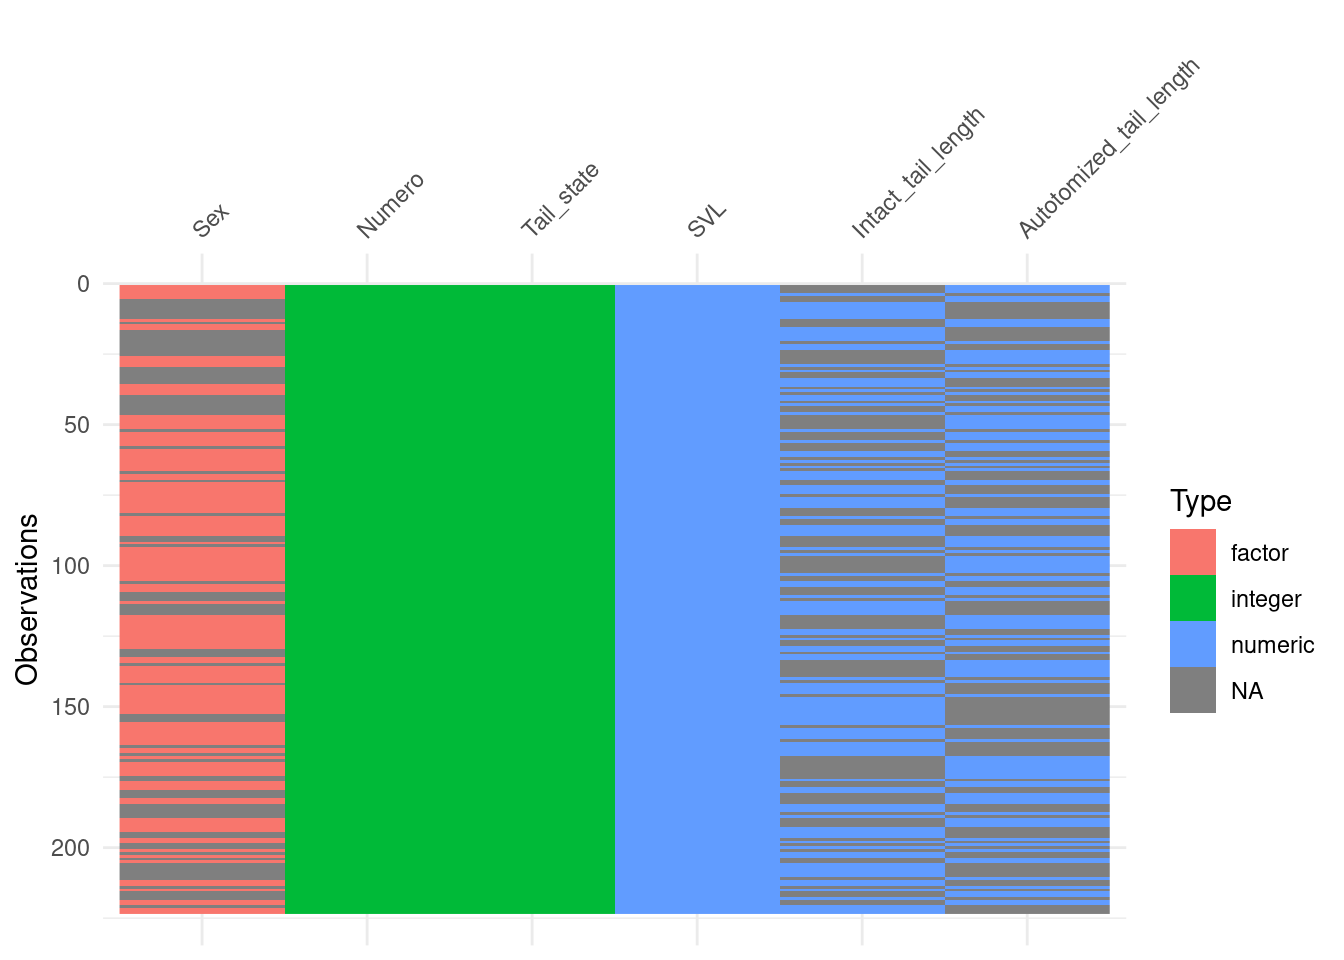 Sex
Numero
Tail_state
SVL
Intact_tail_length
Autotomized_tail_length
0
50
100
150
200
Observations
Type
factor
integer
numeric
NA